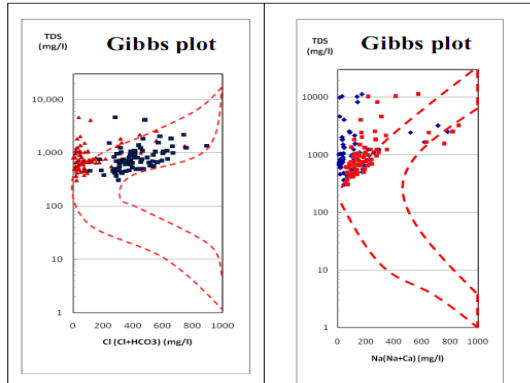 TDS
(mg/l)
Gibbs plot
10,000
1,000
100
10
1
0 200 400 600 800 1000
Cl (Cl+HCO3) (mg/l)
TDS
(mg/l)
Gibbs plot
10000
1000
100
10
1
0 200 400 600 800 1000
Na(Na+Ca) (mg/l)